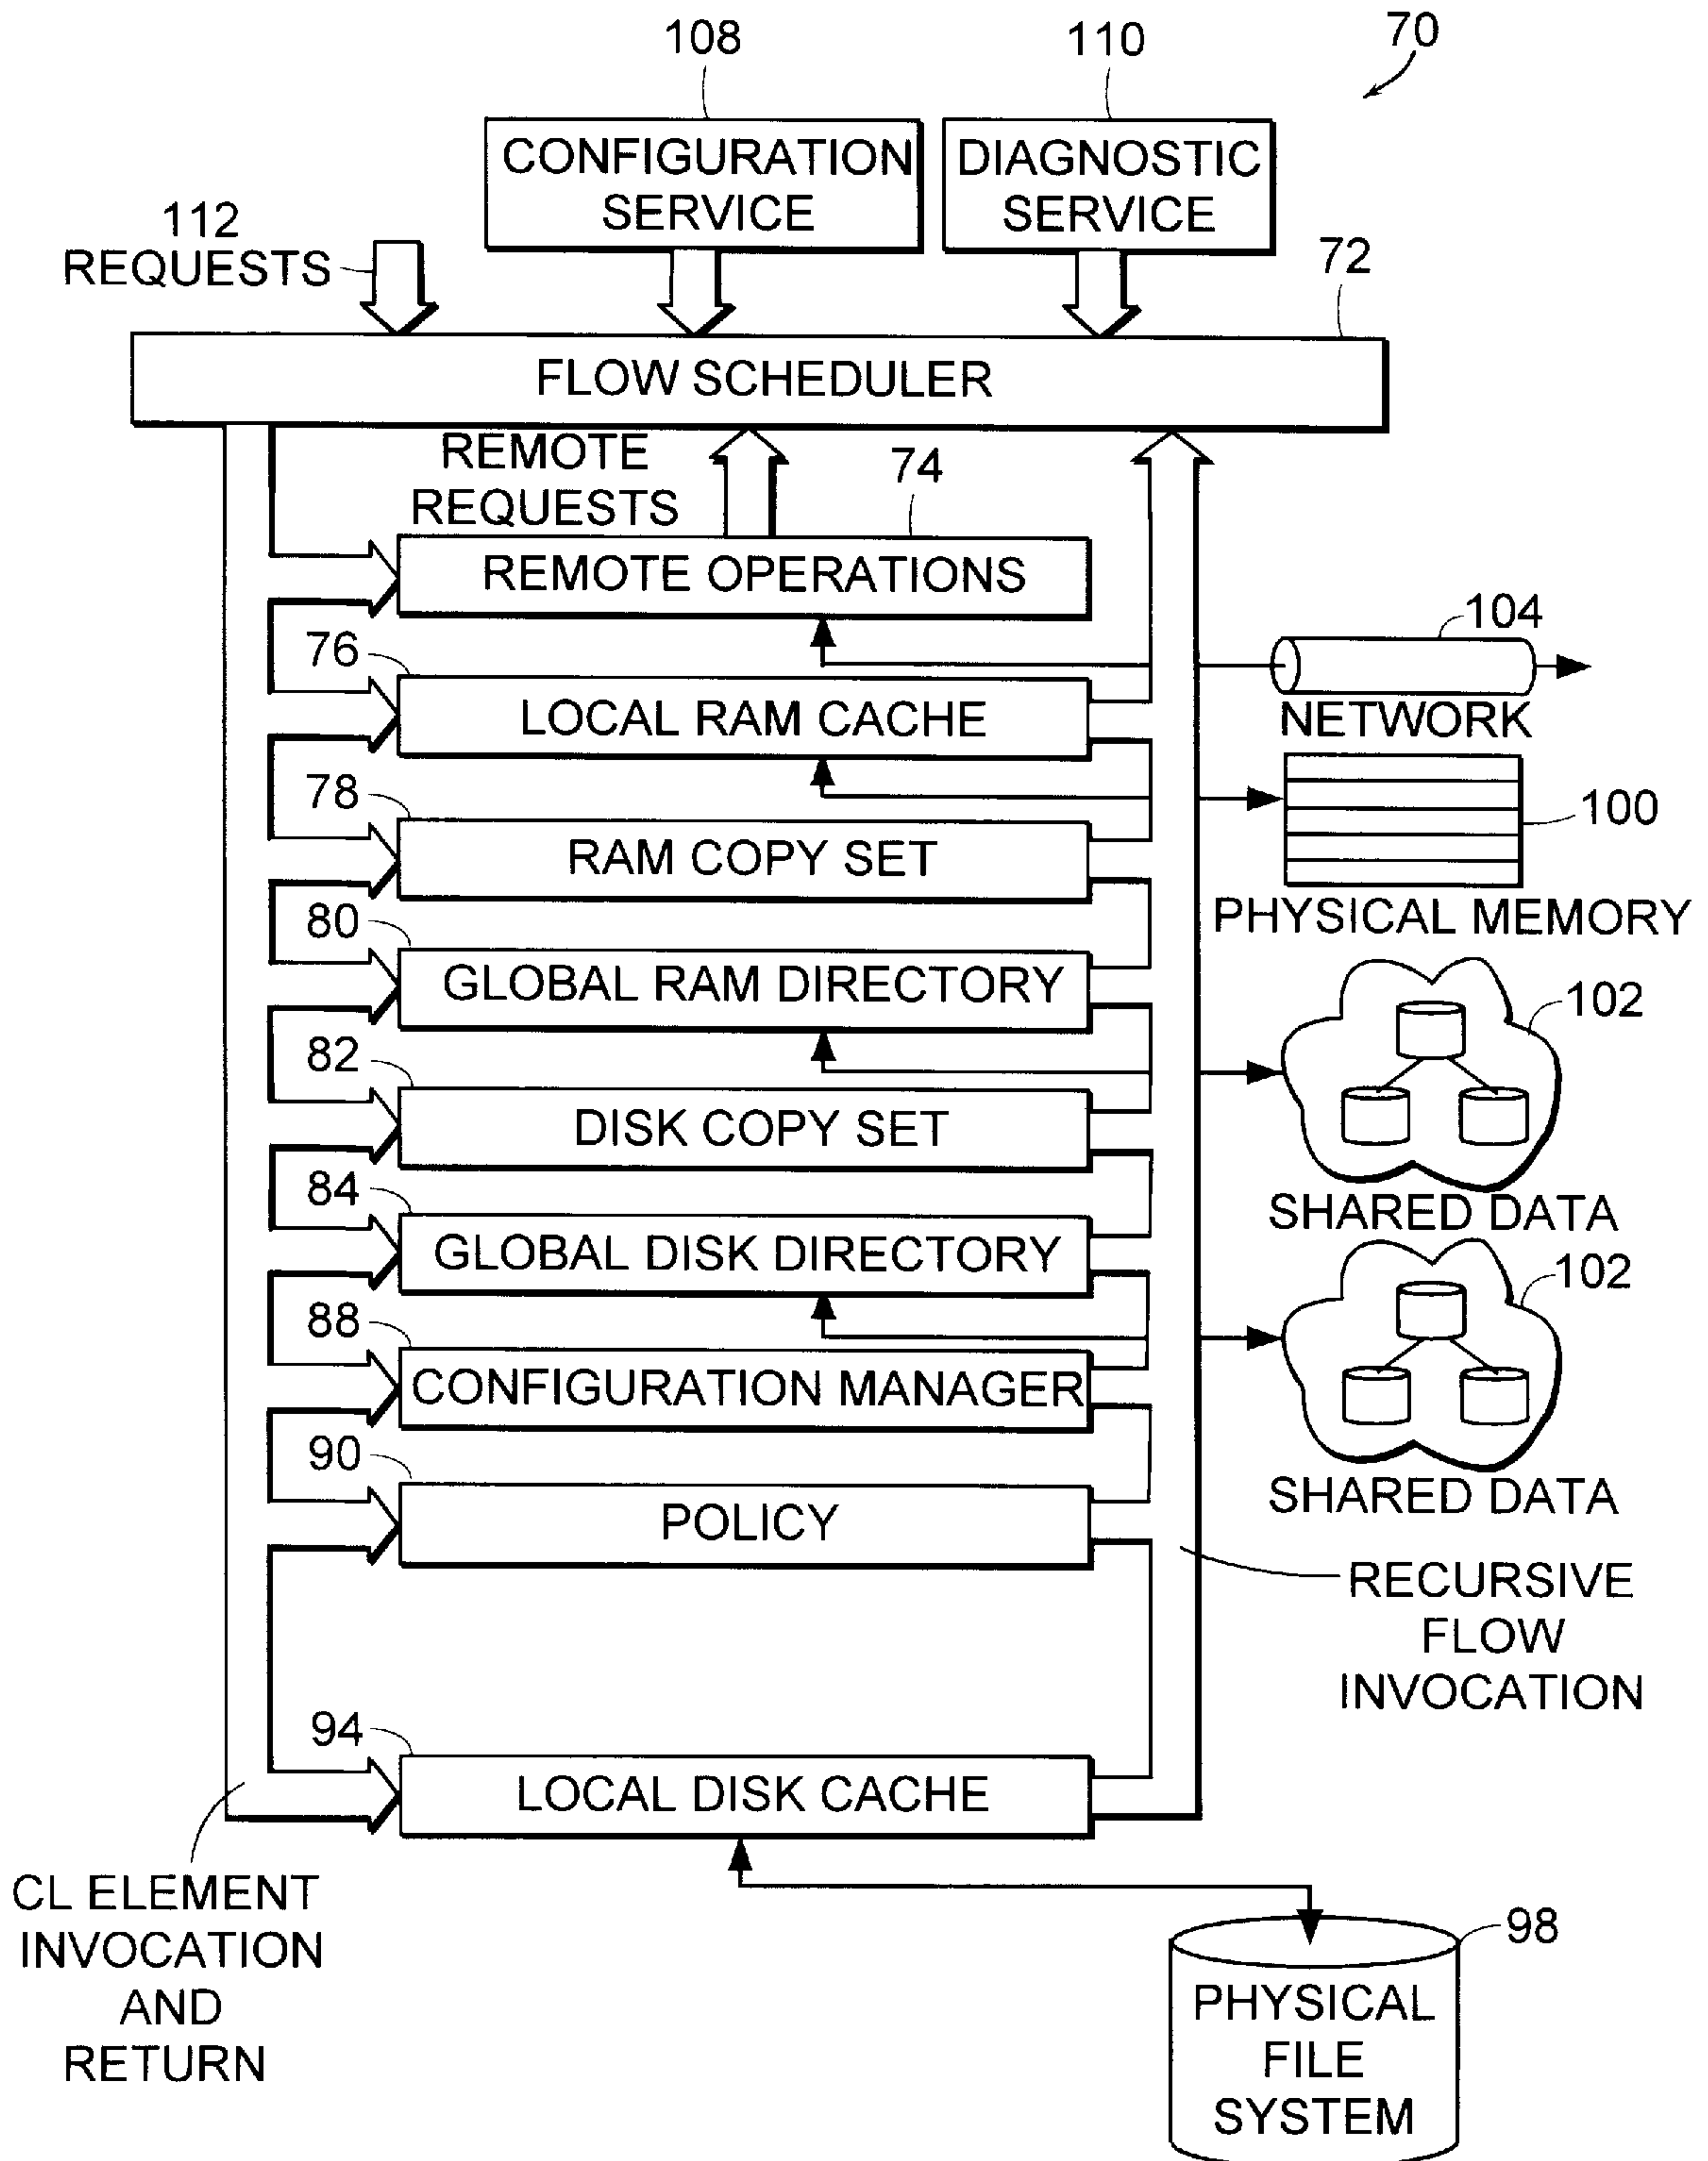 108
110
70
CONFIGURATION
SERVICE
DIAGNOSTIC
SERVICE
112
REQUESTS
72
FLOW SCHEDULER
REMOTE
REQUESTS
74
REMOTE OPERATIONS
104
NETWORK
76
LOCAL RAM CACHE
78
100
PHYSICAL MEMORY
RAM COPY SET
80
GLOBAL RAM DIRECTORY
102
SHARED DATA
82
DISK COPY SET
84
GLOBAL DISK DIRECTORY
102
SHARED DATA
88
CONFIGURATION MANAGER
90
POLICY
RECURSIVE
FLOW
INVOCATION
94
LOCAL DISK CACHE
CL ELEMENT
INVOCATION
AND
RETURN
98
PHYSICAL
FILE
SYSTEM